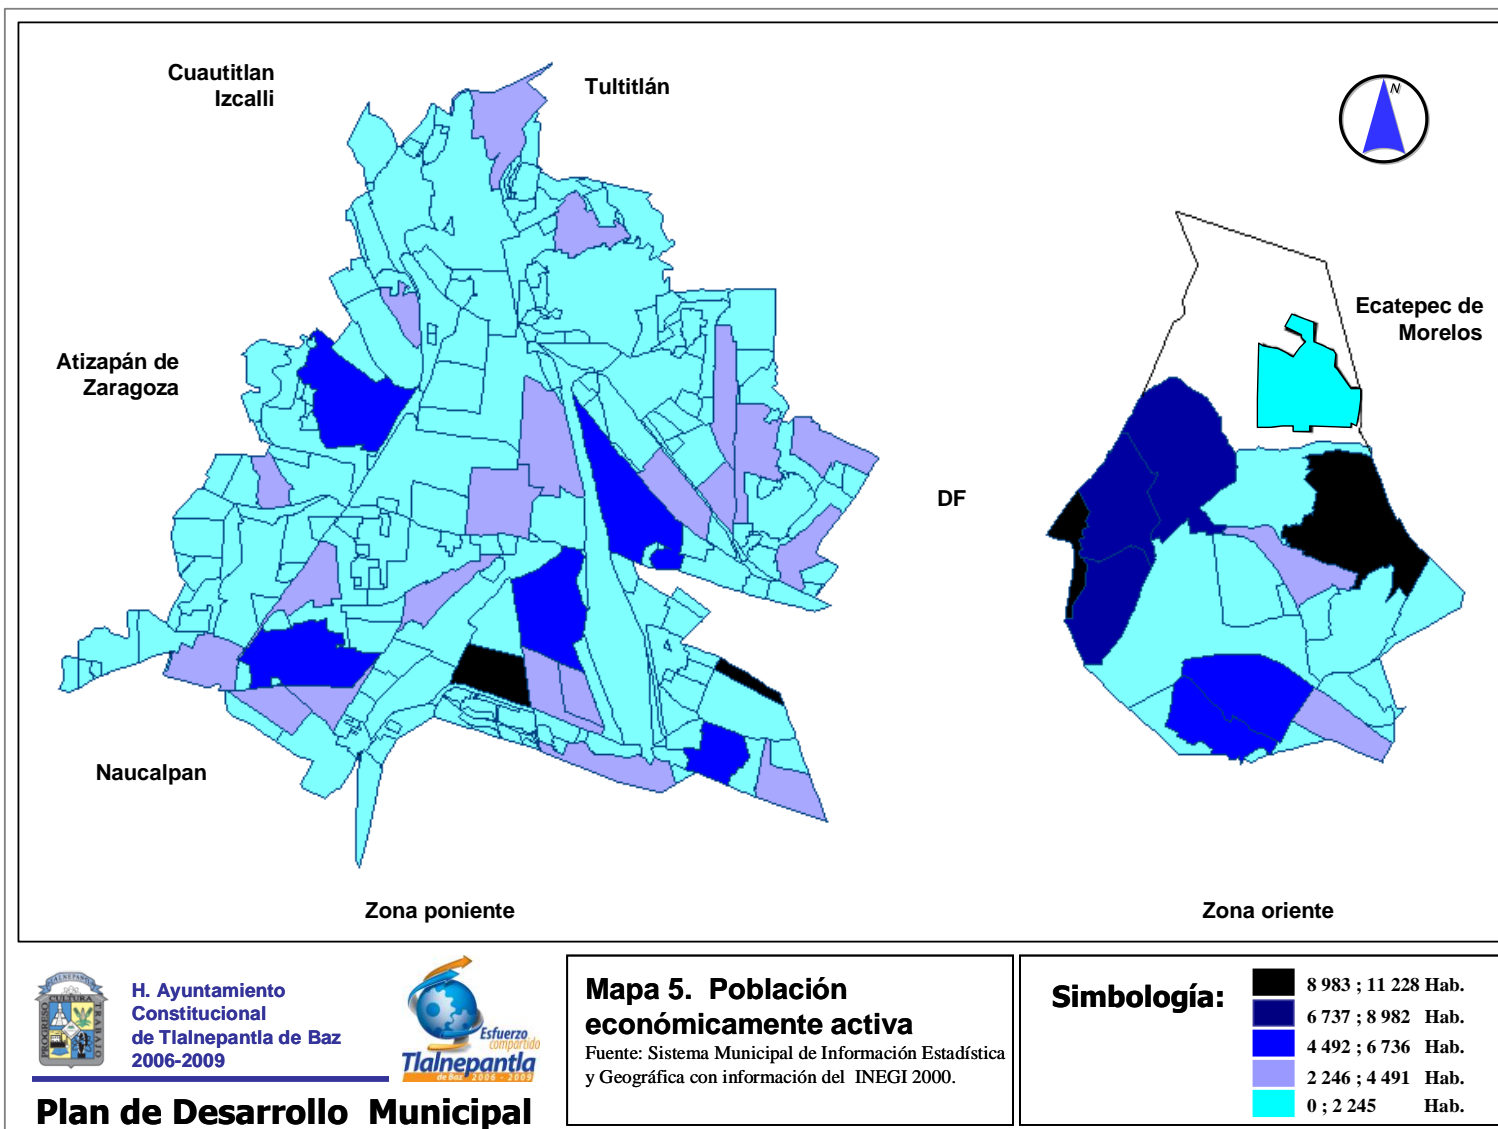 Cuautitlan
Izcalli
Tultitlán
N
Ecatepec de
Morelos
Atizapán de
Zaragoza
DF
Naucalpan
Zona poniente
Zona oriente
TLALNEPANTLA
CULTURA
PROGRESO
TRABAJO
H. Ayuntamiento
Constitucional
de Tlalnepantla de Baz
2006-2009
Esfuerzo
compartido
Tlalnepantla
de Baz 2006 - 2009
Plan de Desarrollo Municipal
Mapa 5. Población
económicamente activa
Fuente: Sistema Municipal de Información Estadística
y Geográfica con información del INEGI 2000.
Simbología:
8 983 ; 11 228 Hab.
6 737 ; 8 982 Hab.
4 492 ; 6 736 Hab.
2 246 ; 4 491 Hab.
0 ; 2 245 Hab.